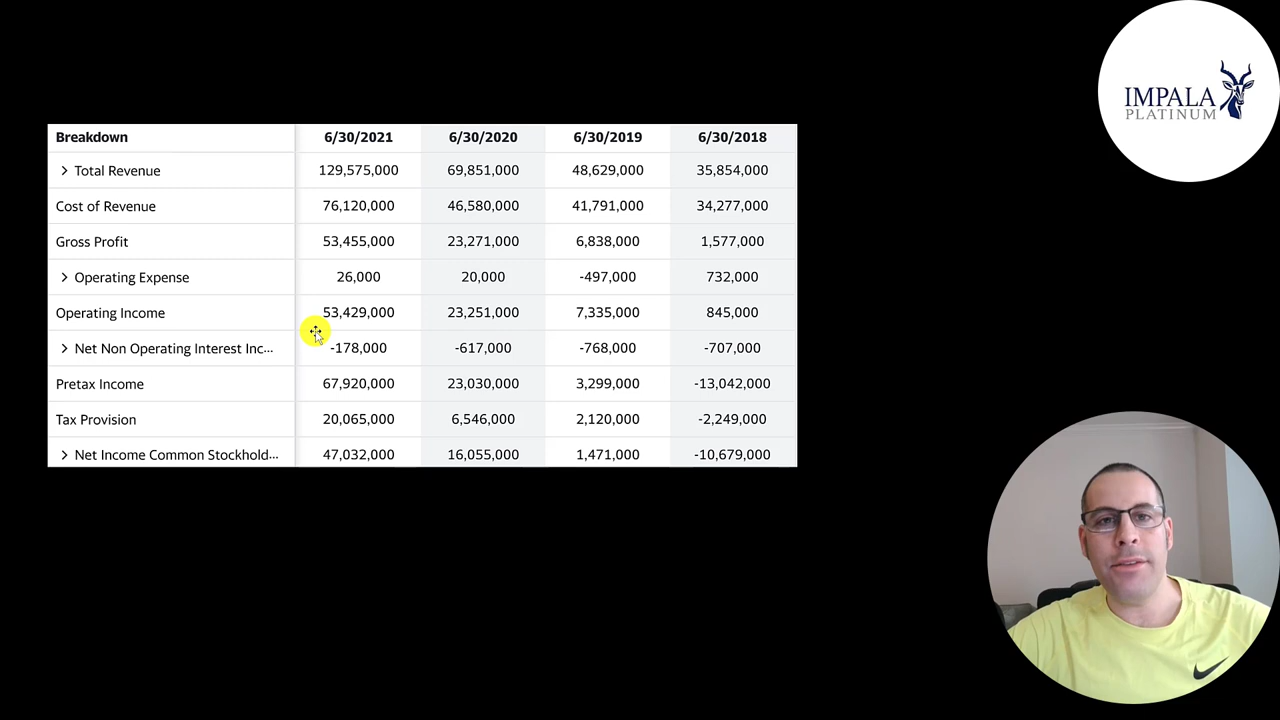 IMPALA
PLATINUM
Breakdown 6/30/2021 6/30/2020 6/30/2019 6/30/2018
Total Revenue 129,575,000 69,851,000 48,629,000 35,854,000
Cost of Revenue 76,120,000 46,580,000 41,791,000 34,277,000
Gross Profit 53,455,000 23,271,000 6,838,000 1,577,000
Operating Expense 26,000 20,000 -497,000 732,000
Operating Income 53,429,000 23,251,000 7,335,000 845,000
Net Non Operating Interest Inc... -178,000 -617,000 -768,000 -707,000
Pretax Income 67,920,000 23,030,000 3,299,000 -13,042,000
Tax Provision 20,065,000 6,546,000 2,120,000 -2,249,000
Net Income Common Stockhold... 47,032,000 16,055,000 1,471,000 -10,679,000